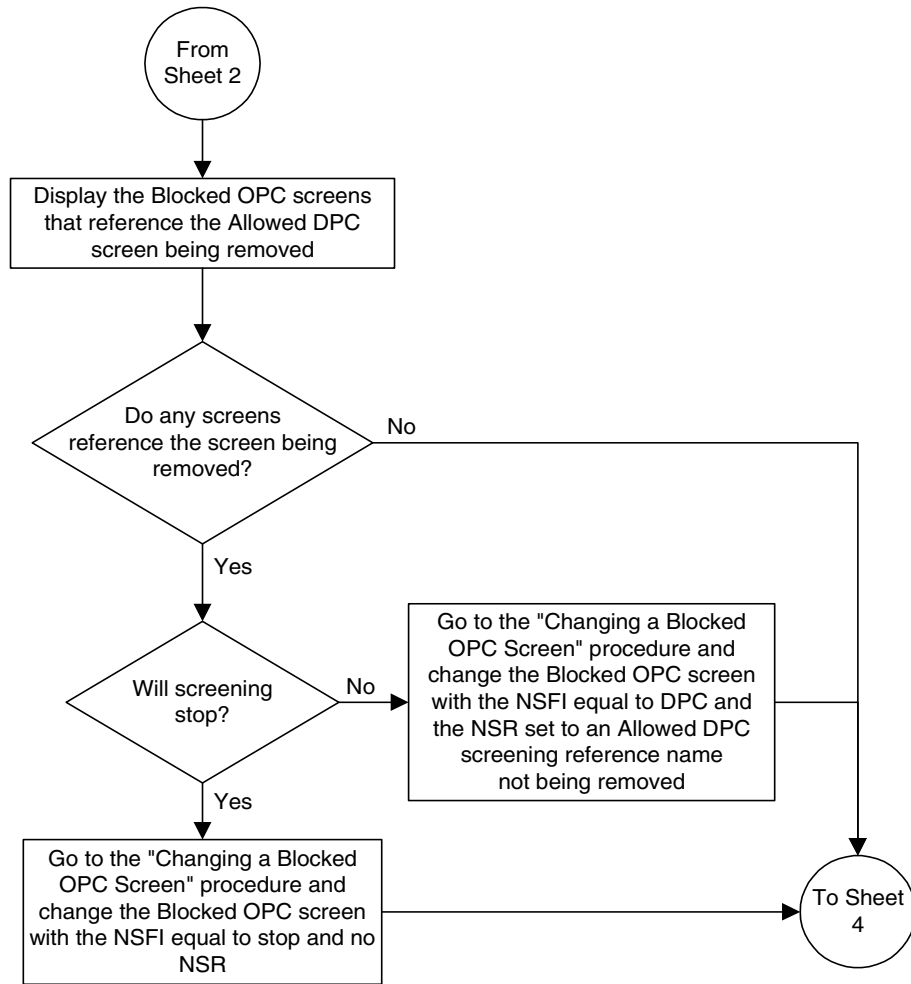 From
Sheet 2
Display the Blocked OPC screens
that reference the Allowed DPC
screen being removed
Do any screens
reference the screen being
removed?
No
Yes
Will screening
stop?
No
Go to the "Changing a Blocked
OPC Screen" procedure and
change the Blocked OPC screen
with the NSFI equal to DPC and
the NSR set to an Allowed DPC
screening reference name
not being removed
Yes
Go to the "Changing a Blocked
OPC Screen" procedure and
change the Blocked OPC screen
with the NSFI equal to stop and no
NSR
To Sheet
4